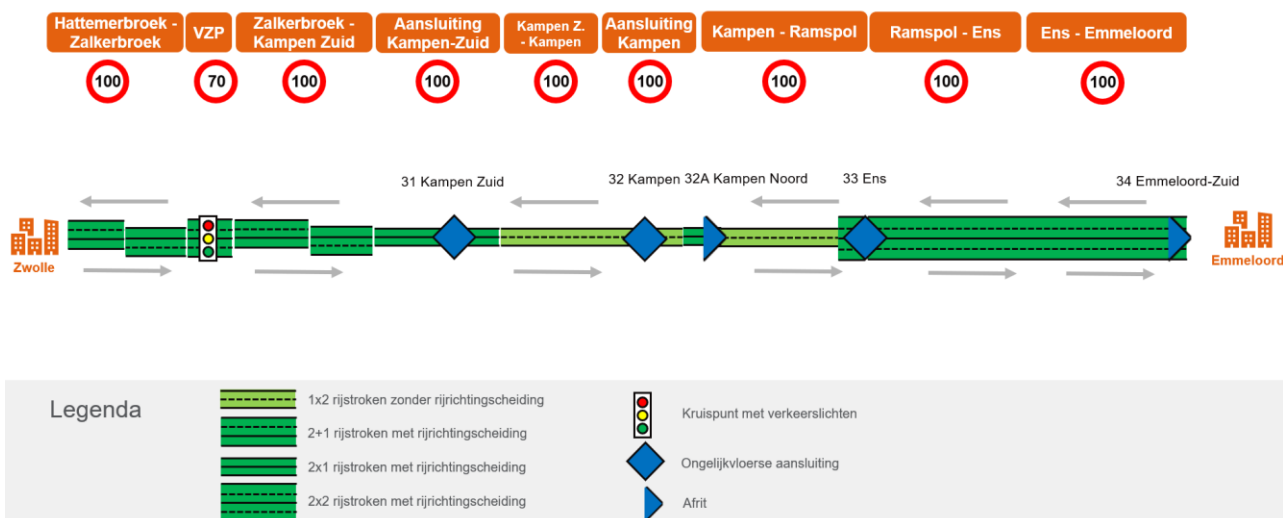 Hattemerbroek -
Zalkerbroek
VZP
Zalkerbroek -
Kampen Zuid
Aansluiting
Kampen-Zuid
Kampen Z.
- Kampen
Aansluiting
Kampen
Kampen - Ramspol
Ramspol - Ens
Ens - Emmeloord
100
70
100
100
100
100
100
100
100
31 Kampen Zuid
32 Kampen
32A Kampen Noord
33 Ens
34 Emmeloord-Zuid
Zwolle
Emmeloord
Legenda
1x2 rijstroken zonder rijrichtingscheiding
2+1 rijstroken met rijrichtingscheiding
2x1 rijstroken met rijrichtingscheiding
2x2 rijstroken met rijrichtingscheiding
Kruispunt met verkeerslichten
Ongelijkvloerse aansluiting
Afrit